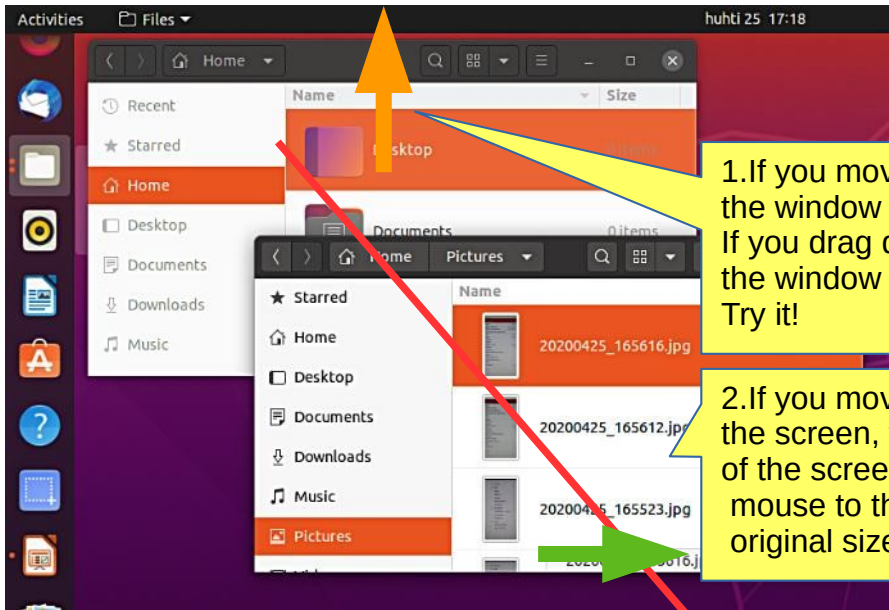 Activities Files huhti 25 17:18
Home
Name Size
Recent
Starred
Desktop
Home
Desktop
Documents 0 items
Documents
Downloads
Music
Home Pictures
Name
Starred
Home
20200425_165616.jpg
Desktop
Documents
20200425_165612.jpg
Downloads
Music
20200425_165523.jpg
Pictures
1.If you mov
the window
If you drag
the window
Try it!
2.If you mov
the screen,
of the scree
mouse to th
original size